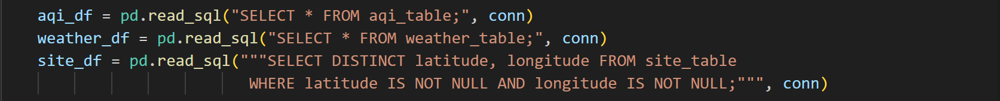 aqi_df = pd.read_sql("SELECT * FROM aqi_table;", conn)
weather_df = pd.read_sql("SELECT * FROM weather_table;", conn)
site_df = pd.read_sql("""SELECT DISTINCT latitude, longitude FROM site_table
WHERE latitude IS NOT NULL AND longitude IS NOT NULL;""", conn)